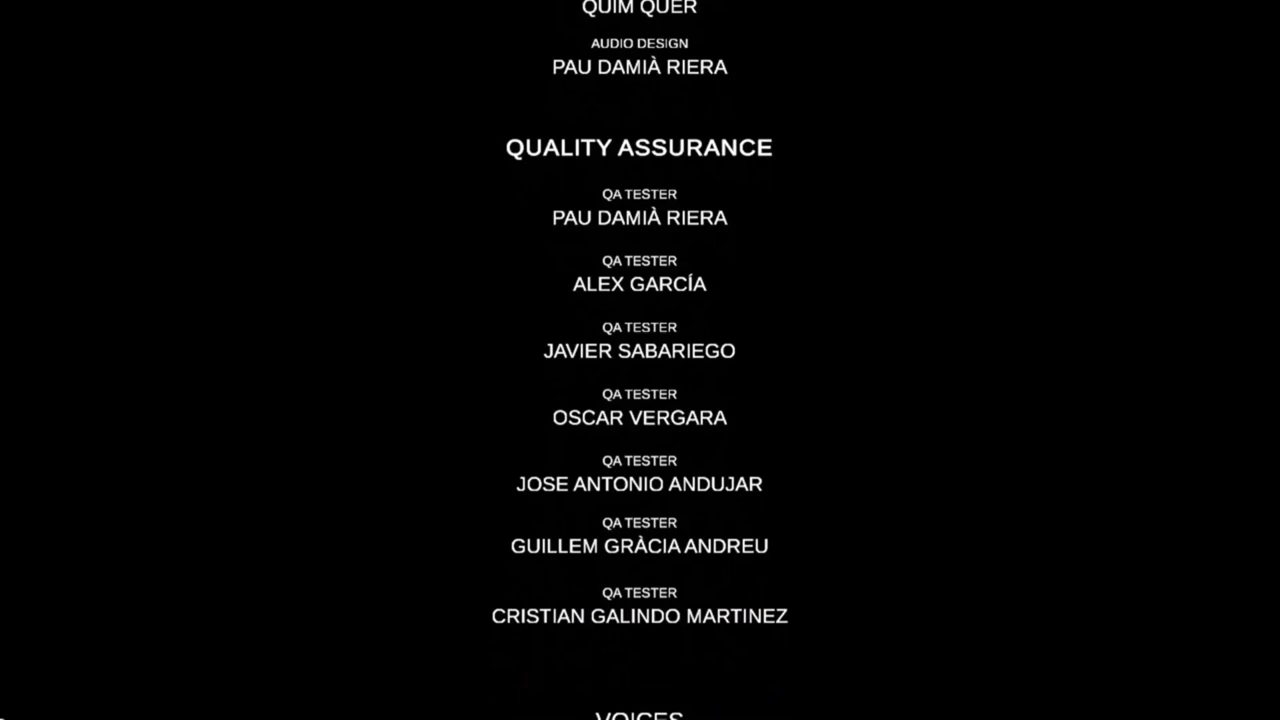 QUIM QUER
AUDIO DESIGN
PAU DAMIÀ RIERA
QUALITY ASSURANCE
QA TESTER
PAU DAMIÀ RIERA
QA TESTER
ALEX GARCÍA
QA TESTER
JAVIER SABARIEGO
QA TESTER
OSCAR VERGARA
QA TESTER
JOSE ANTONIO ANDUJAR
QA TESTER
GUILLEM GRÀCIA ANDREU
QA TESTER
CRISTIAN GALINDO MARTINEZ
VOICES